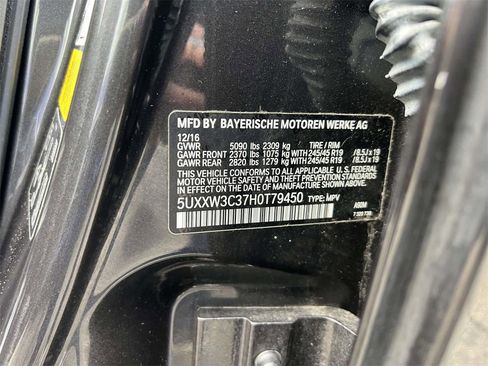 MFD BY BAYERISCHE MOTOREN WERKE AG
12/16
GVWR 5090 lbs 2309 kg TIRE / RIM
GAWR FRONT 2370 lbs 1075 kg WITH 245/45 R19 / 8.5J x 19
GAWR REAR 2820 lbs 1279 kg WITH 245/45 R19 / 8.5J x 19
THIS VEHICLE CONFORMS TO ALL APPLICABLE U.S. FEDERAL
MOTOR VEHICLE SAFETY AND THEFT PREVENTION
STANDARDS IN EFFECT ON THE DATE OF MANUFACTURE SHOWN ABOVE.
5UXXW3C37H0T79450 TYPE: MPV